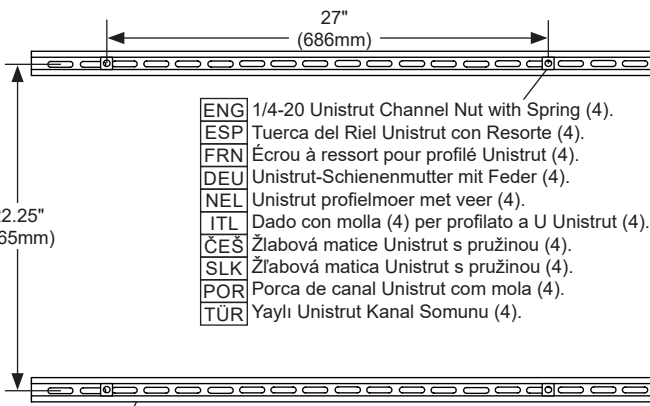 27"
(686mm)
ENG 1/4-20 Unistrut Channel Nut with Spring (4).
ESP Tuerca del Riel Unistrut con Resorte (4).
FRN Écrou à ressort pour profilé Unistrut (4).
DEU Unistrut-Schienenmutter mit Feder (4).
NEL Unistrut profielmoer met veer (4).
ITL Dado con molla (4) per profilato a U Unistrut (4).
ČEŠ Žlabová matice Unistrut s pružinou (4).
SLK Žľabová matica Unistrut s pružinou (4).
POR Porca de canal Unistrut com mola (4).
TÜR Yaylı Unistrut Kanal Somunu (4).
2.25"
65mm)